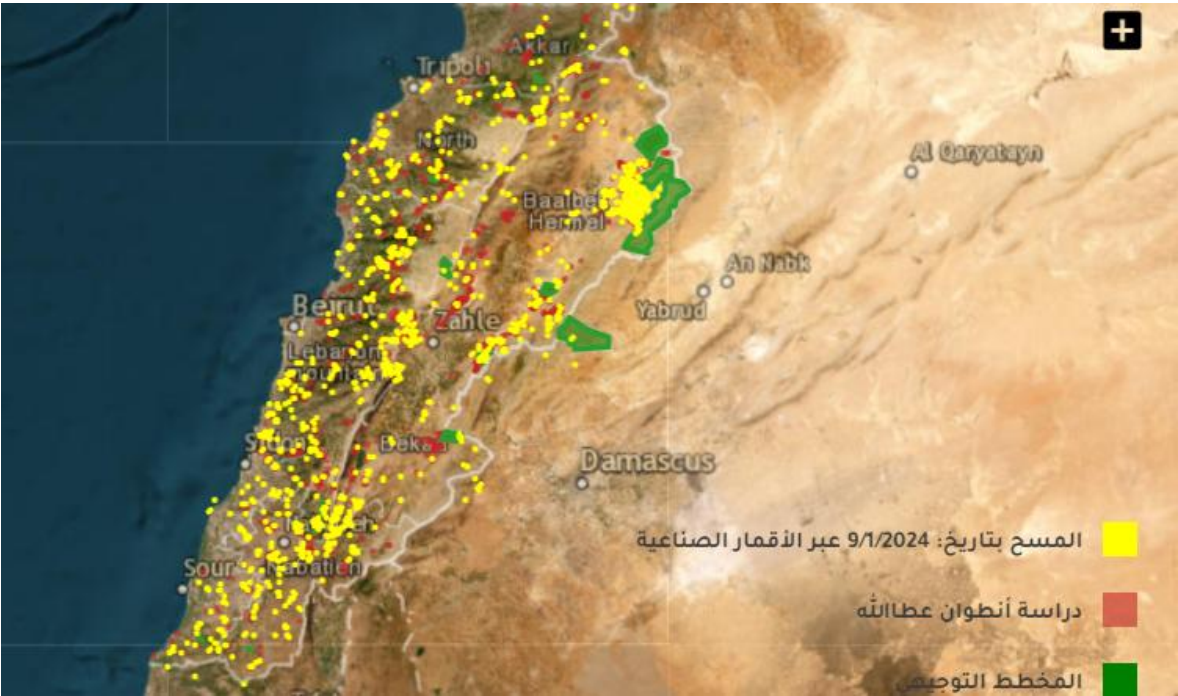 +
Akkar
Tripoli
North
Al Qaryatayn
Baalbe
Hermel
An Nabk
Yabrud
Beirut
Zahle
Lebanon
Sidon
Beka
Damascus
المسح بتاريخ: 9/1/2024 عبر الأقمار الصناعية
Sour
Nabatieh
دراسة أنطوان عطاالله
المخطط التوجيهي